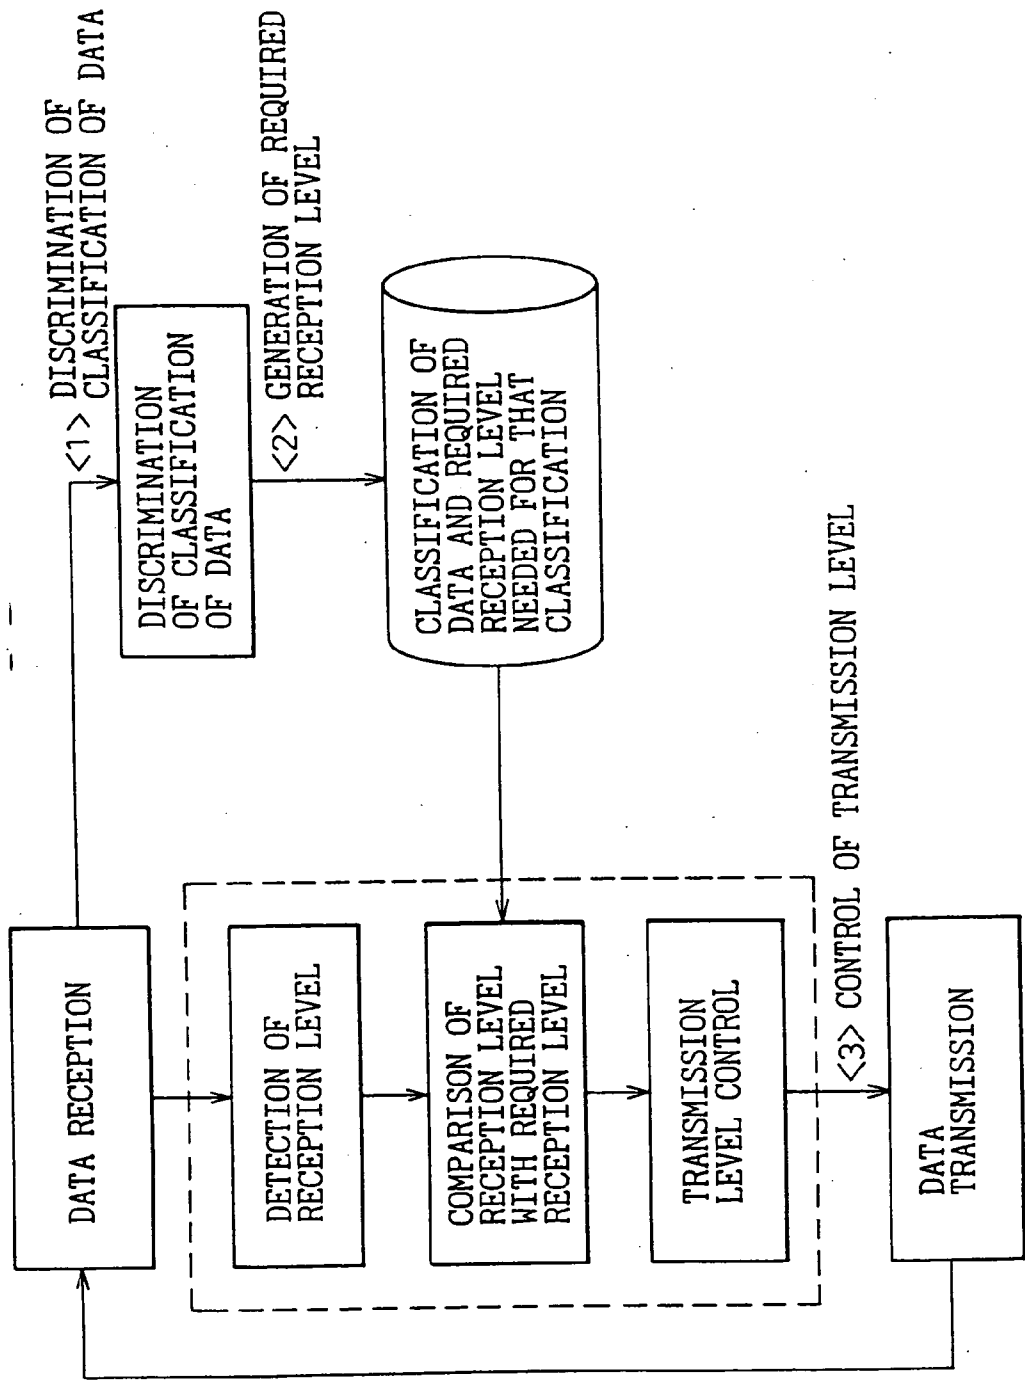 DATA RECEPTION
<1> DISCRIMINATION OF
CLASSIFICATION OF DATA
DISCRIMINATION
OF CLASSIFICATION
OF DATA
<2> GENERATION OF REQUIRED
RECEPTION LEVEL
CLASSIFICATION OF
DATA AND REQUIRED
RECEPTION LEVEL
NEEDED FOR THAT
CLASSIFICATION
DETECTION OF
RECEPTION LEVEL
COMPARISON OF
RECEPTION LEVEL
WITH REQUIRED
RECEPTION LEVEL
TRANSMISSION
LEVEL CONTROL
<3> CONTROL OF TRANSMISSION LEVEL
DATA
TRANSMISSION